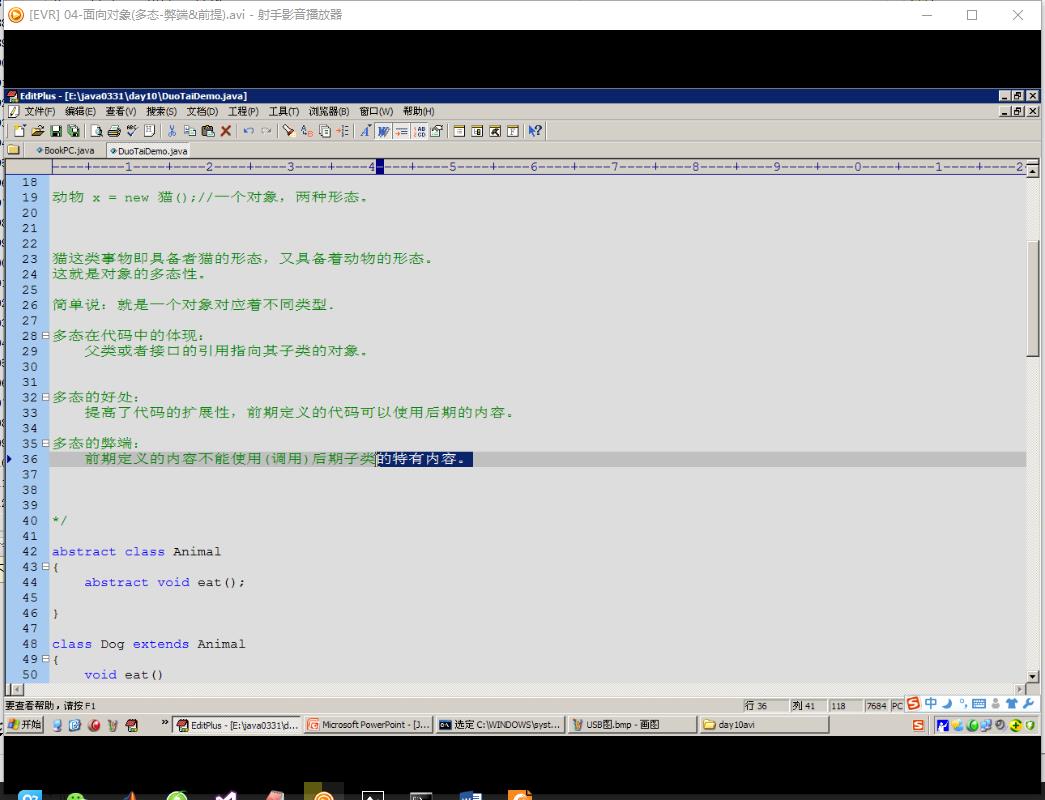 [EVR] 04-面向对象(多态-弊端&前提).avi - 射手影音播放器
EditPlus - [E:\java0331\day10\DuoTaiDemo.java]
文件(F) 编辑(E) 查看(V) 搜索(S) 文档(D) 工程(P) 工具(T) 浏览器(B) 窗口(W) 帮助(H)
BookPC.java DuoTaiDemo.java
----+----1----+----2----+----3----+----4----+----5----+----6----+----7----+----8----+----9----+----0----+----1----+----2
18
19 动物 x = new 猫();//一个对象，两种形态。
20
21
22
23 猫这类事物即具备者猫的形态，又具备着动物的形态。
24 这就是对象的多态性。
25
26 简单说：就是一个对象对应着不同类型.
27
28 多态在代码中的体现：
29 父类或者接口的引用指向其子类的对象。
30
31
32 多态的好处：
33 提高了代码的扩展性，前期定义的代码可以使用后期的内容。
34
35 多态的弊端：
36 前期定义的内容不能使用(调用)后期子类的特有内容。
37
38
39
40 */
41
42 abstract class Animal
43 {
44 abstract void eat();
45
46 }
47
48 class Dog extends Animal
49 {
50 void eat()
要查看帮助，请按 F1 行 36 列 41 118 7684 PC 中
开始 » EditPlus - [E:\java0331\d... Microsoft PowerPoint - [J... 选定 C:\WINDOWS\syst... USB图.bmp - 画图 day10avi